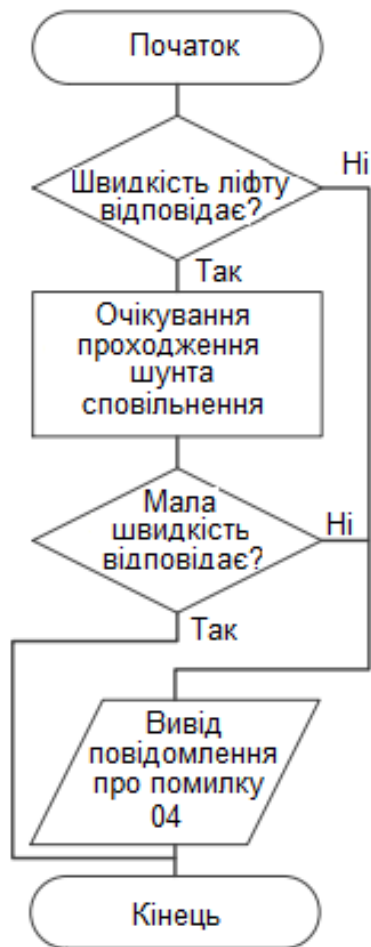 Початок
Ні
Швидкість ліфту
відповідає?
Так
Очікування
проходження
шунта
сповільнення
Мала
швидкість
відповідає?
Ні
Так
Вивід
повідомлення
про помилку
04
Кінець